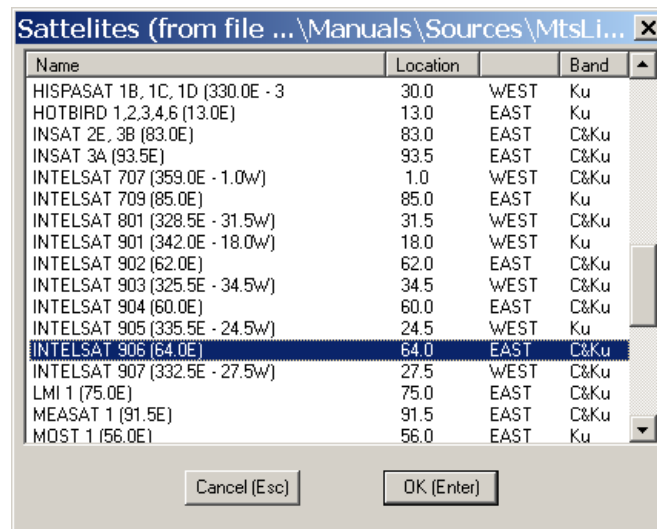 Sattelites (from file ...\Manuals\Sources\MtsLi...
Name Location Band
HISPASAT 1B, 1C, 1D (330.0E - 3 30.0 WEST Ku
HOTBIRD 1,2,3,4,6 (13.0E) 13.0 EAST Ku
INSAT 2E, 3B (83.0E) 83.0 EAST C&Ku
INSAT 3A (93.5E) 93.5 EAST C&Ku
INTELSAT 707 (359.0E - 1.0W) 1.0 WEST C&Ku
INTELSAT 709 (85.0E) 85.0 EAST Ku
INTELSAT 801 (328.5E - 31.5W) 31.5 WEST C&Ku
INTELSAT 901 (342.0E - 18.0W) 18.0 WEST Ku
INTELSAT 902 (62.0E) 62.0 EAST C&Ku
INTELSAT 903 (325.5E - 34.5W) 34.5 WEST C&Ku
INTELSAT 904 (60.0E) 60.0 EAST C&Ku
INTELSAT 905 (335.5E - 24.5W) 24.5 WEST Ku
INTELSAT 906 (64.0E) 64.0 EAST C&Ku
INTELSAT 907 (332.5E - 27.5W) 27.5 WEST C&Ku
LMI 1 (75.0E) 75.0 EAST C&Ku
MEASAT 1 (91.5E) 91.5 EAST C&Ku
MOST 1 (56.0E) 56.0 EAST Ku
Cancel (Esc) OK (Enter)